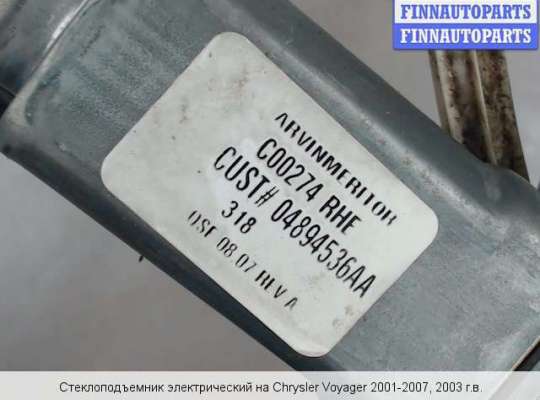 FINNAUTOPARTS
FINNAUTOPARTS
ARVINMERITOR
C00274 RHE
CUST# 04894536AA
318
QSF 08 07 REV A
Стеклоподъемник электрический на Chrysler Voyager 2001-2007, 2003 г.в.